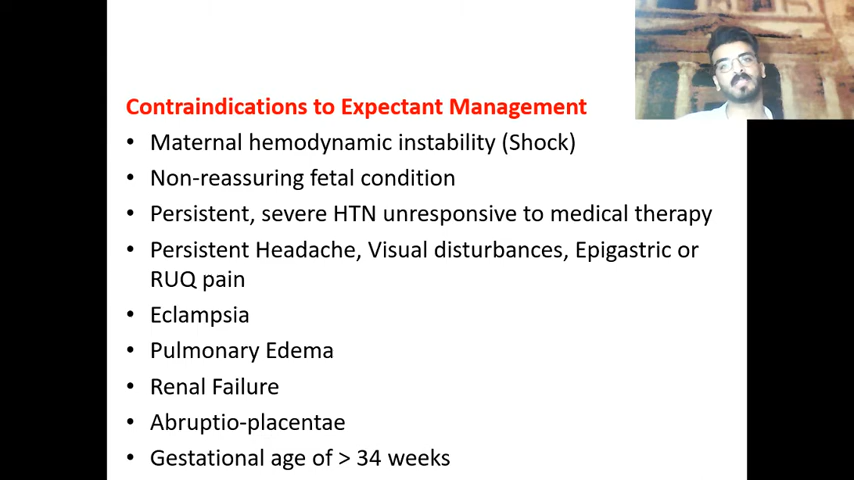 Contraindications to Expectant Management
• Maternal hemodynamic instability (Shock)
• Non-reassuring fetal condition
• Persistent, severe HTN unresponsive to medical therapy
• Persistent Headache, Visual disturbances, Epigastric or
RUQ pain
• Eclampsia
• Pulmonary Edema
• Renal Failure
• Abruptio-placentae
• Gestational age of > 34 weeks